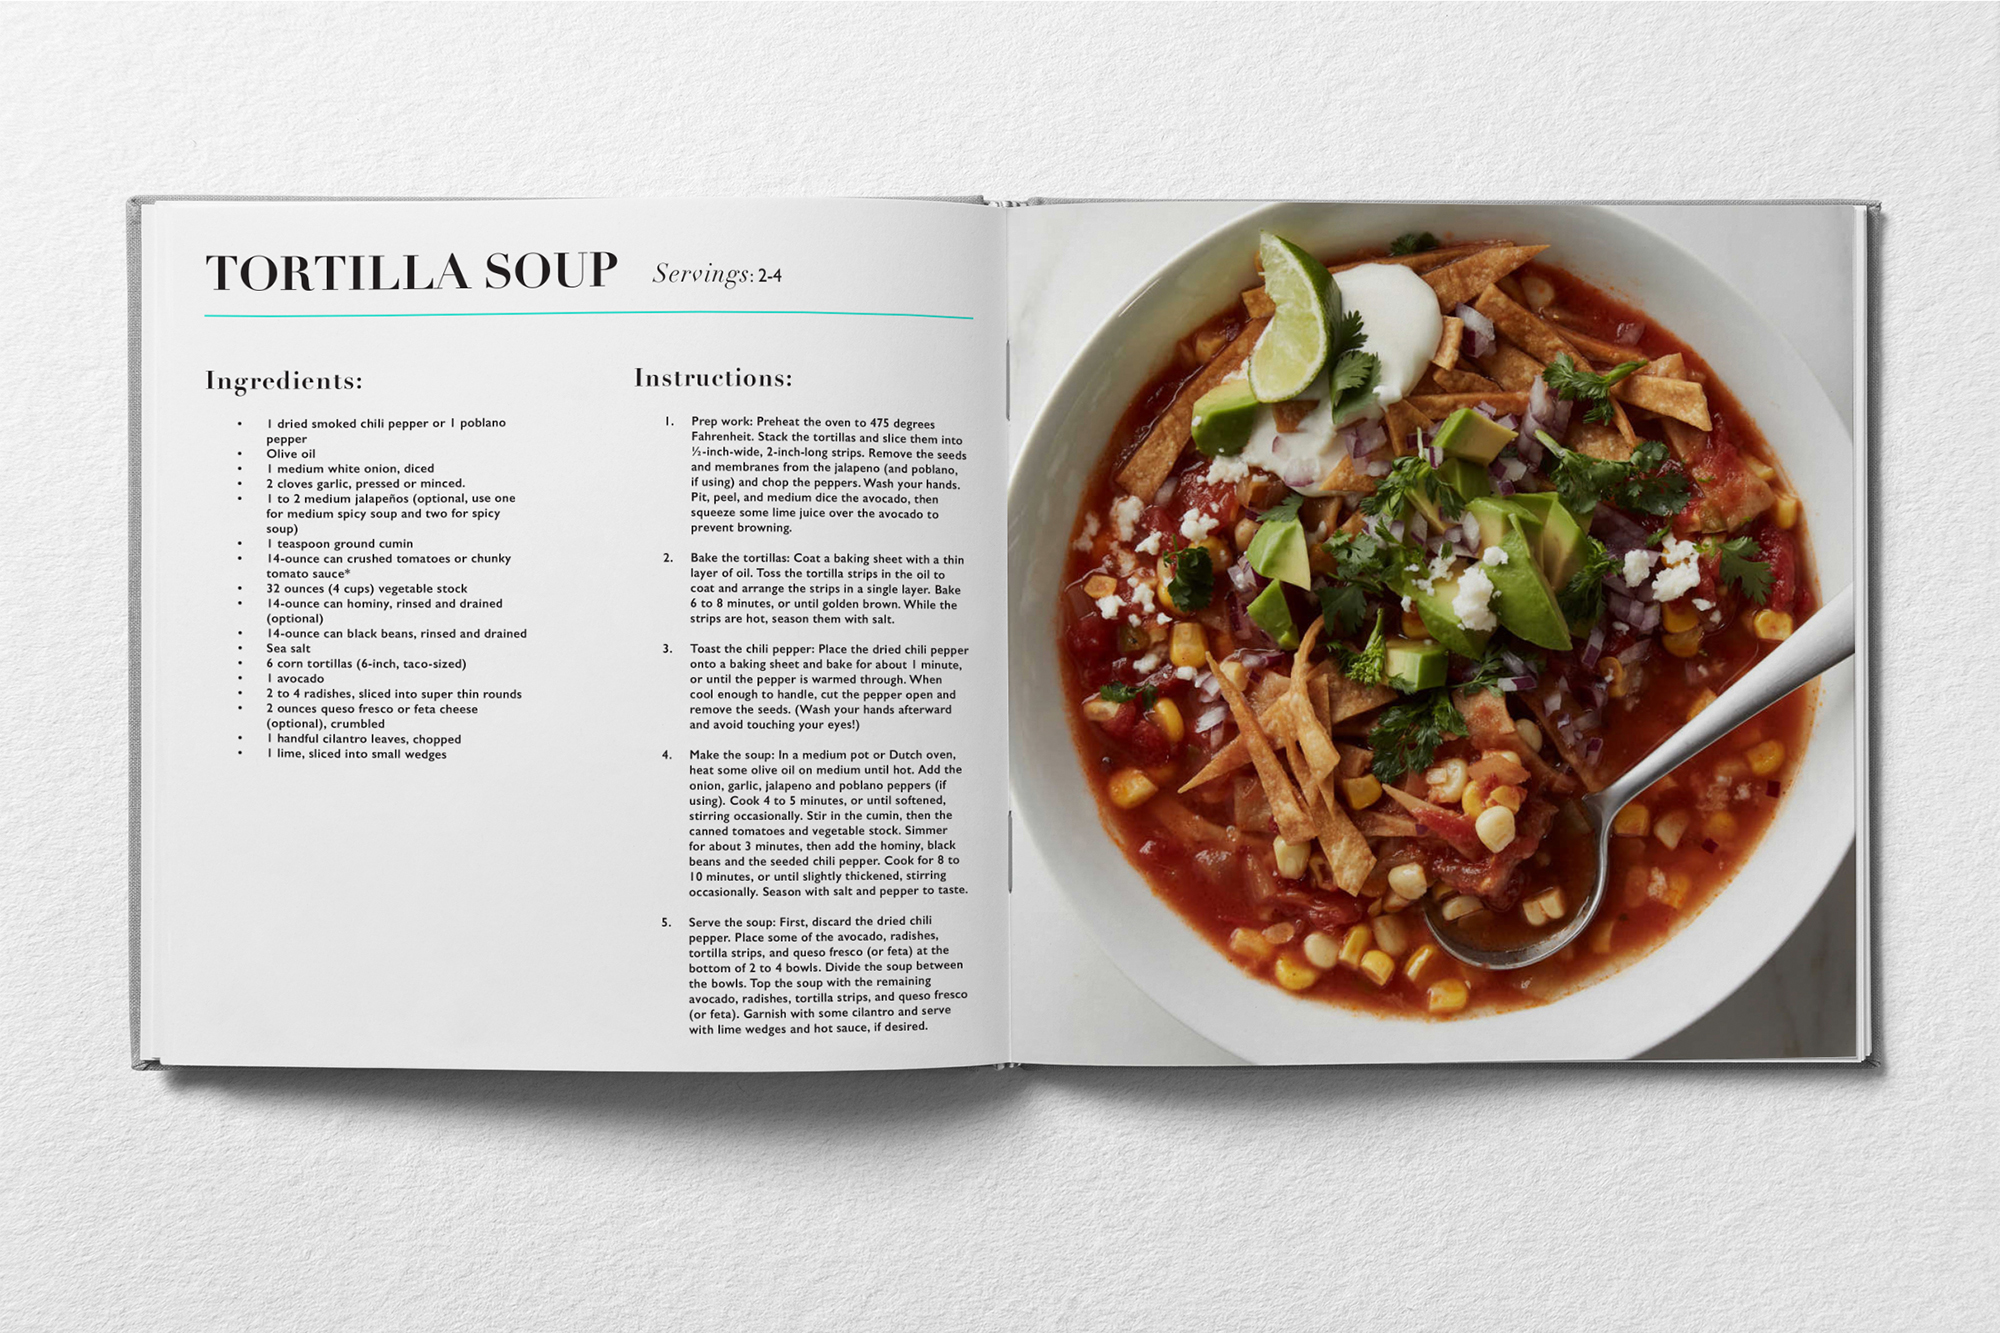 TORTILLA SOUP Servings: 2-4
Ingredients:
• 1 dried smoked chili pepper or 1 poblano
pepper
• Olive oil
• 1 medium white onion, diced
• 2 cloves garlic, pressed or minced.
• 1 to 2 medium jalapeños (optional, use one
for medium spicy soup and two for spicy
soup)
• 1 teaspoon ground cumin
• 14-ounce can crushed tomatoes or chunky
tomato sauce*
• 32 ounces (4 cups) vegetable stock
• 14-ounce can hominy, rinsed and drained
(optional)
• 14-ounce can black beans, rinsed and drained
• Sea salt
• 6 corn tortillas (6-inch, taco-sized)
• 1 avocado
• 2 to 4 radishes, sliced into super thin rounds
• 2 ounces queso fresco or feta cheese
(optional), crumbled
• 1 handful cilantro leaves, chopped
• 1 lime, sliced into small wedges
Instructions:
1. Prep work: Preheat the oven to 475 degrees
Fahrenheit. Stack the tortillas and slice them into
½-inch-wide, 2-inch-long strips. Remove the seeds
and membranes from the jalapeno (and poblano,
if using) and chop the peppers. Wash your hands.
Pit, peel, and medium dice the avocado, then
squeeze some lime juice over the avocado to
prevent browning.
2. Bake the tortillas: Coat a baking sheet with a thin
layer of oil. Toss the tortilla strips in the oil to
coat and arrange the strips in a single layer. Bake
6 to 8 minutes, or until golden brown. While the
strips are hot, season them with salt.
3. Toast the chili pepper: Place the dried chili pepper
onto a baking sheet and bake for about 1 minute,
or until the pepper is warmed through. When
cool enough to handle, cut the pepper open and
remove the seeds. (Wash your hands afterward
and avoid touching your eyes!)
4. Make the soup: In a medium pot or Dutch oven,
heat some olive oil on medium until hot. Add the
onion, garlic, jalapeno and poblano peppers (if
using). Cook 4 to 5 minutes, or until softened,
stirring occasionally. Stir in the cumin, then the
canned tomatoes and vegetable stock. Simmer
for about 3 minutes, then add the hominy, black
beans and the seeded chili pepper. Cook for 8 to
10 minutes, or until slightly thickened, stirring
occasionally. Season with salt and pepper to taste.
5. Serve the soup: First, discard the dried chili
pepper. Place some of the avocado, radishes,
tortilla strips, and queso fresco (or feta) at the
bottom of 2 to 4 bowls. Divide the soup between
the bowls. Top the soup with the remaining
avocado, radishes, tortilla strips, and queso fresco
(or feta). Garnish with some cilantro and serve
with lime wedges and hot sauce, if desired.